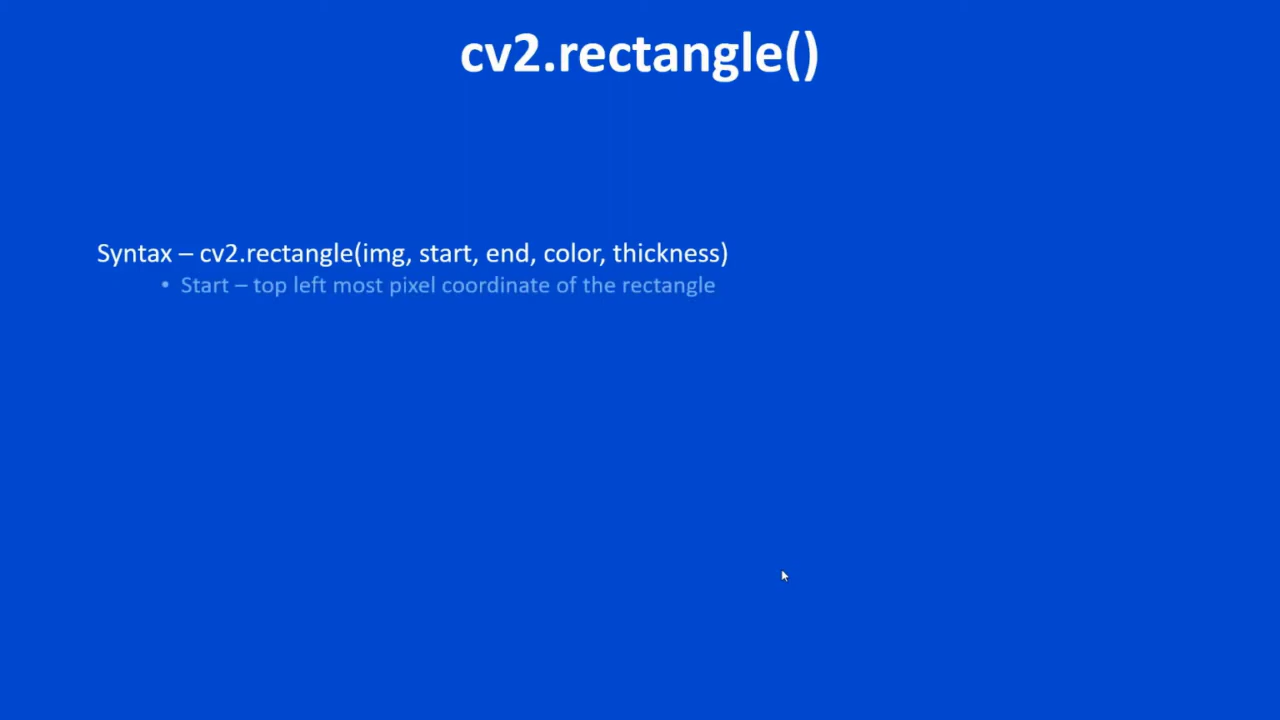 cv2.rectangle()
Syntax – cv2.rectangle(img, start, end, color, thickness)
• Start – top left most pixel coordinate of the rectangle